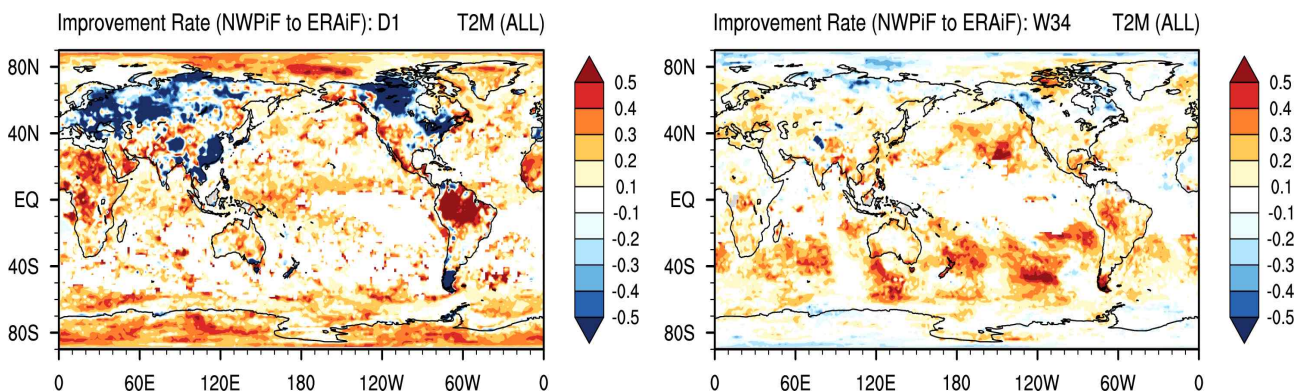 Improvement Rate (NWPiF to ERAiF): D1 T2M (ALL)
80N
40N
EQ
40S
80S
0 60E 120E 180 120W 60W 0
0.5
0.4
0.3
0.2
0.1
-0.1
-0.2
-0.3
-0.4
-0.5
Improvement Rate (NWPiF to ERAiF): W34 T2M (ALL)
80N
40N
EQ
40S
80S
0 60E 120E 180 120W 60W 0
0.5
0.4
0.3
0.2
0.1
-0.1
-0.2
-0.3
-0.4
-0.5